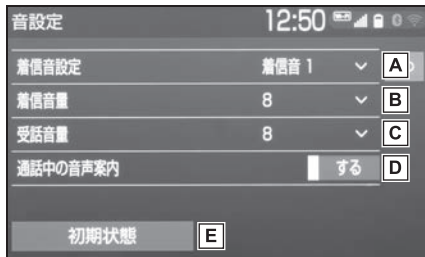 音設定 12:50
着信音設定 着信音 1 A
着信音量 8 B
受話音量 8 C
通話中の音声案内 する D
初期状態 E